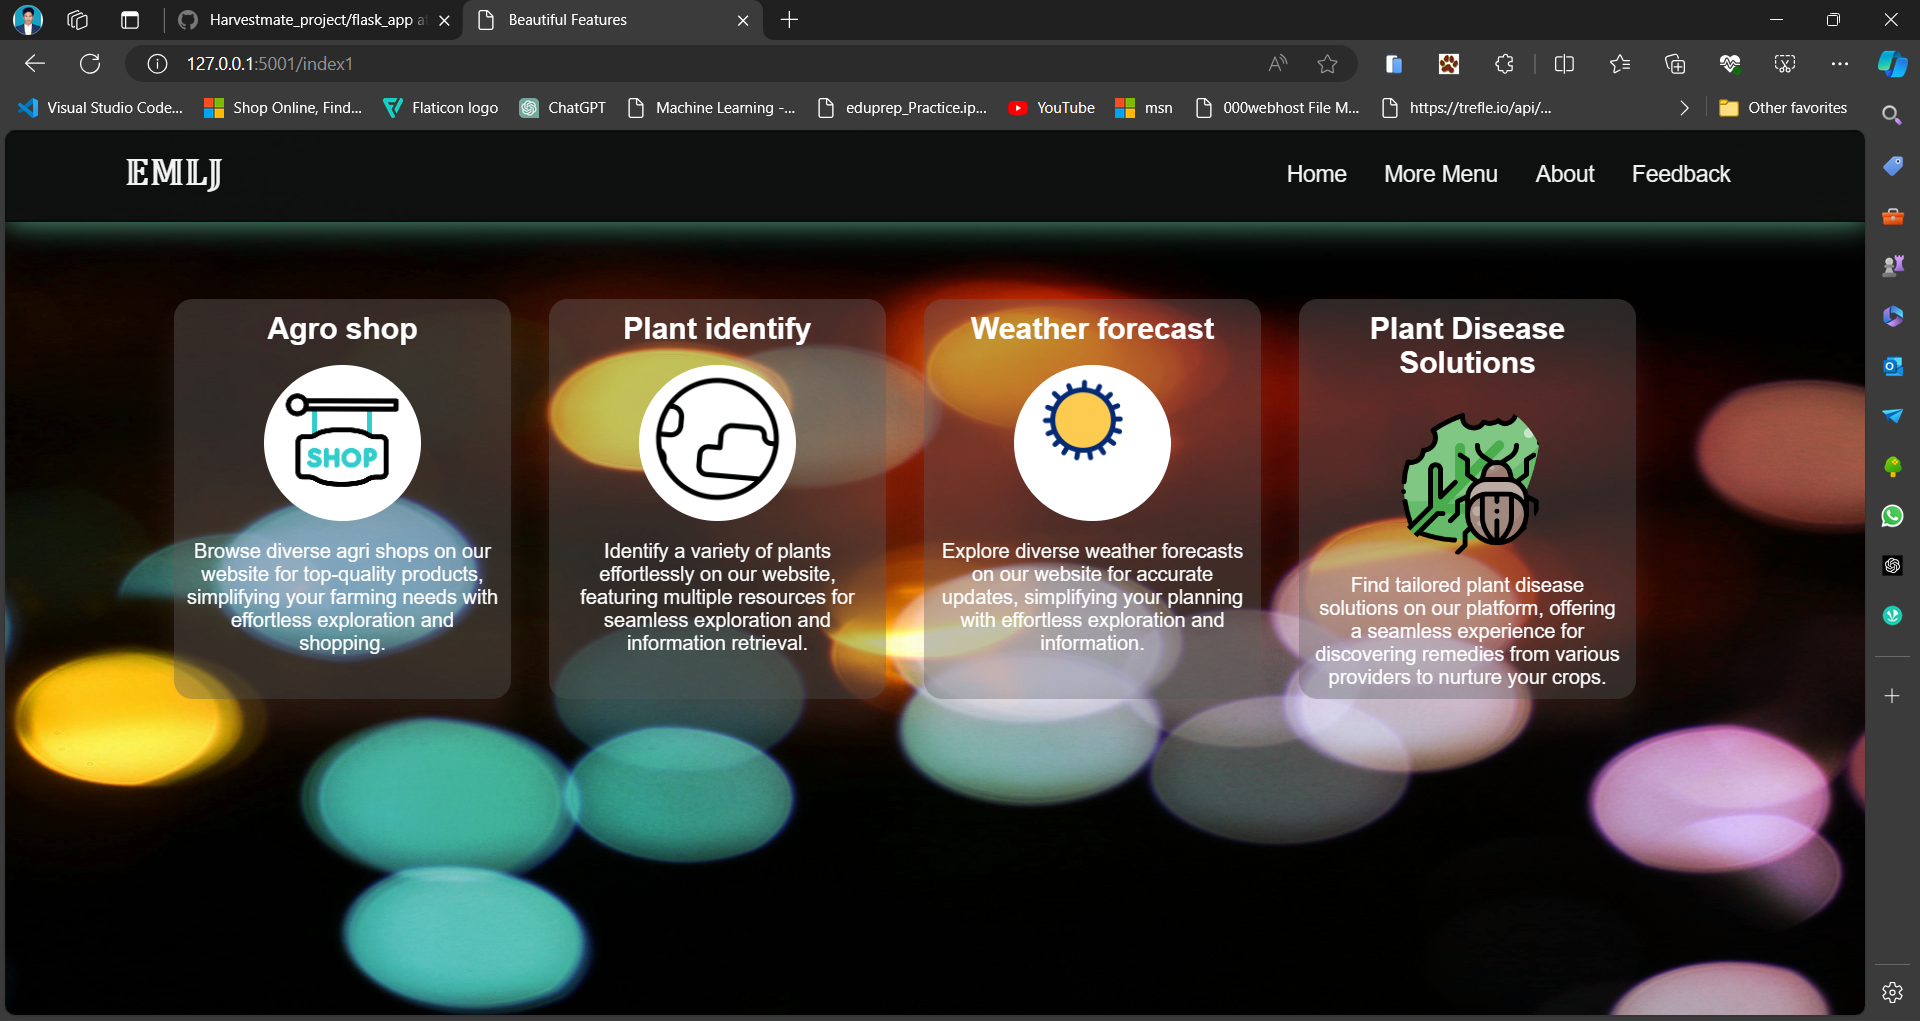 Harvestmate_project/flask_app a
Beautiful Features
127.0.0.1:5001/index1
Visual Studio Code...
Shop Online, Find...
Flaticon logo
ChatGPT
Machine Learning -...
eduprep_Practice.ip...
YouTube
msn
000webhost File M...
https://trefle.io/api/...
Other favorites
EMLJ
Home
More Menu
About
Feedback
Agro shop
SHOP
Browse diverse agri shops on our
website for top-quality products,
simplifying your farming needs with
effortless exploration and
shopping.
Plant identify
Identify a variety of plants
effortlessly on our website,
featuring multiple resources for
seamless exploration and
information retrieval.
Weather forecast
Explore diverse weather forecasts
on our website for accurate
updates, simplifying your planning
with effortless exploration and
information.
Plant Disease
Solutions
Find tailored plant disease
solutions on our platform, offering
a seamless experience for
discovering remedies from various
providers to nurture your crops.